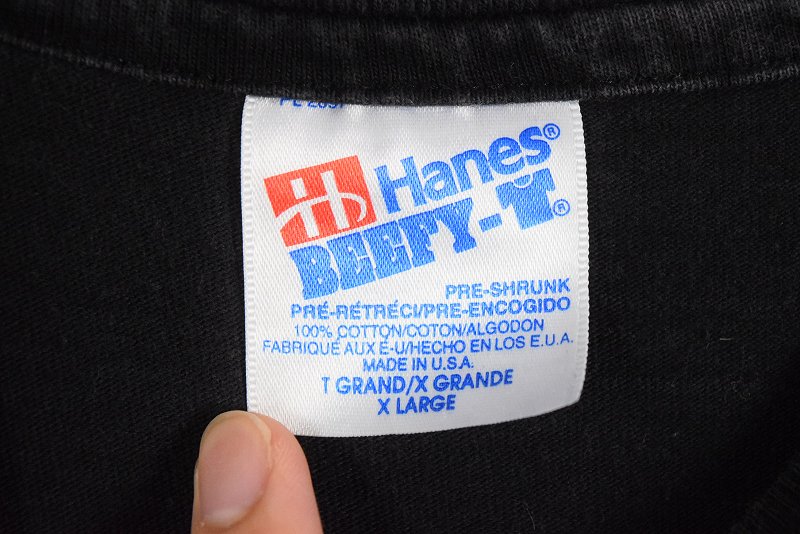 H Hanes®
BEEFY-T®
PRE-SHRUNK
PRÉ-RÉTRÉCI/PRE-ENCOGIDO
100% COTTON/COTON/ALGODON
FABRIQUÉ AUX É-U/HECHO EN LOS E.U.A.
MADE IN U.S.A.
T GRAND/X GRANDE
X LARGE